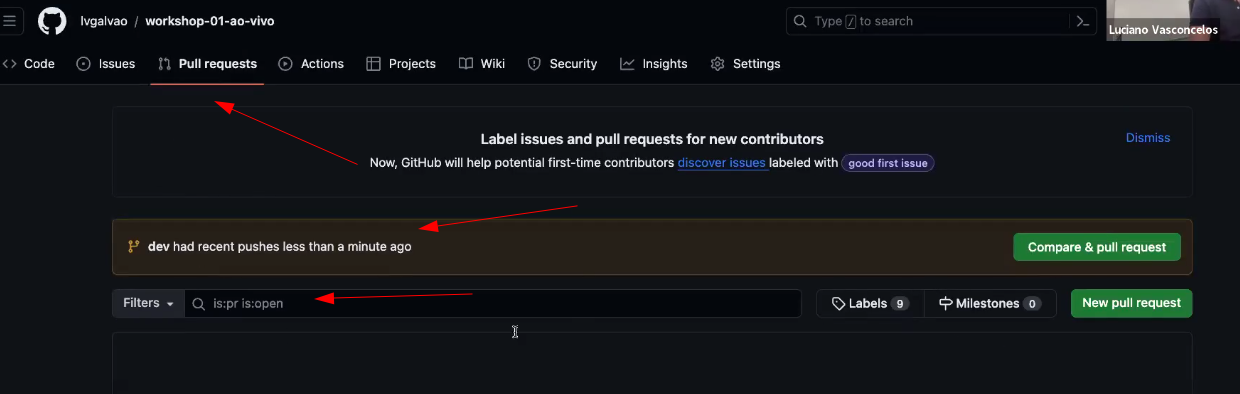 lvgalvao / workshop-01-ao-vivo
Type / to search
Luciano Vasconcelos
Code Issues Pull requests Actions Projects Wiki Security Insights Settings
Label issues and pull requests for new contributors
Dismiss
Now, GitHub will help potential first-time contributors discover issues labeled with good first issue
dev had recent pushes less than a minute ago
Compare & pull request
Filters is:pr is:open Labels 9 Milestones 0 New pull request